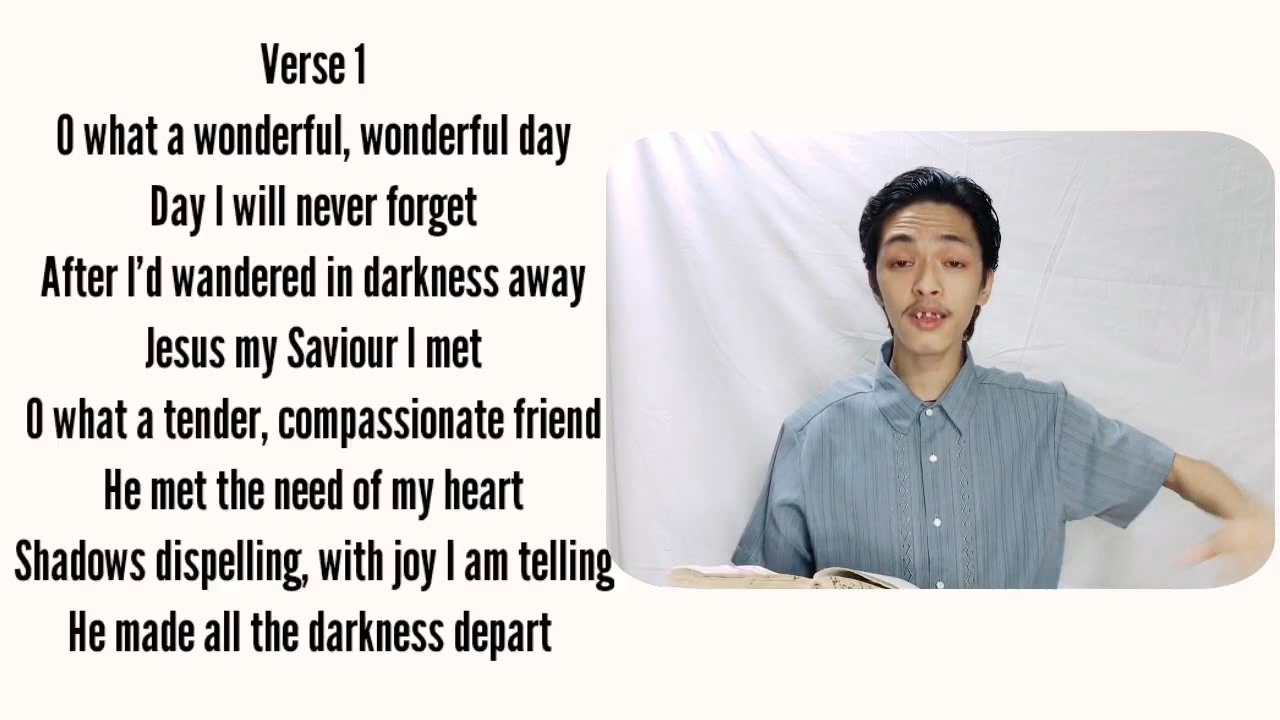 Verse 1
O what a wonderful, wonderful day
Day I will never forget
After I'd wandered in darkness away
Jesus my Saviour I met
O what a tender, compassionate friend
He met the need of my heart
Shadows dispelling, with joy I am telling
He made all the darkness depart